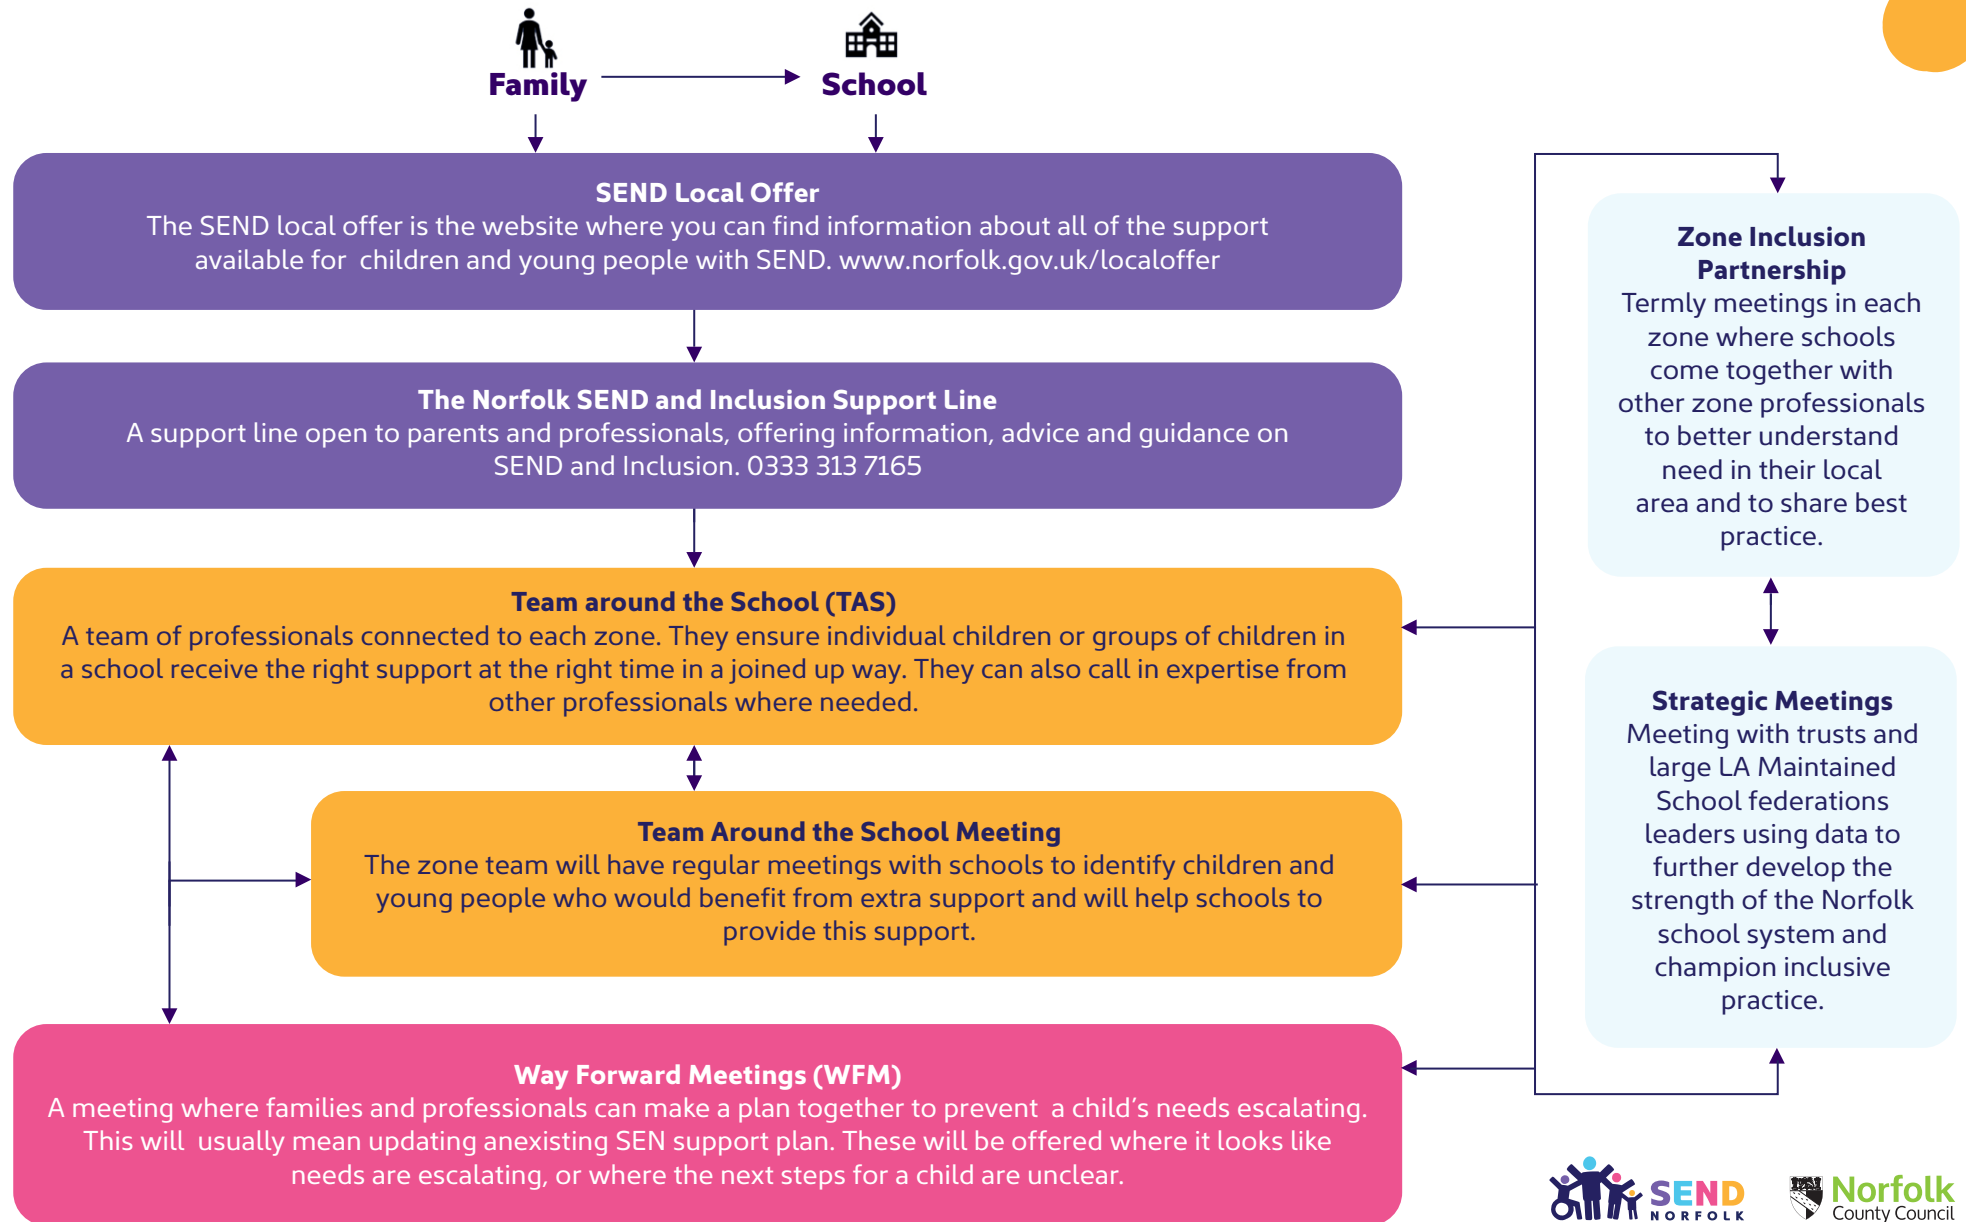 Family
School
SEND Local Offer
The SEND local offer is the website where you can find information about all of the support
available for children and young people with SEND. www.norfolk.gov.uk/localoffer
The Norfolk SEND and Inclusion Support Line
A support line open to parents and professionals, offering information, advice and guidance on
SEND and Inclusion. 0333 313 7165
Team around the School (TAS)
A team of professionals connected to each zone. They ensure individual children or groups of children in
a school receive the right support at the right time in a joined up way. They can also call in expertise from
other professionals where needed.
Team Around the School Meeting
The zone team will have regular meetings with schools to identify children and
young people who would benefit from extra support and will help schools to
provide this support.
Way Forward Meetings (WFM)
A meeting where families and professionals can make a plan together to prevent a child's needs escalating.
This will usually mean updating anexisting SEN support plan. These will be offered where it looks like
needs are escalating, or where the next steps for a child are unclear.
Zone Inclusion
Partnership
Termly meetings in each
zone where schools
come together with
other zone professionals
to better understand
need in their local
area and to share best
practice.
Strategic Meetings
Meeting with trusts and
large LA Maintained
School federations
leaders using data to
further develop the
strength of the Norfolk
school system and
champion inclusive
practice.
SEND
NORFOLK
Norfolk
County Council